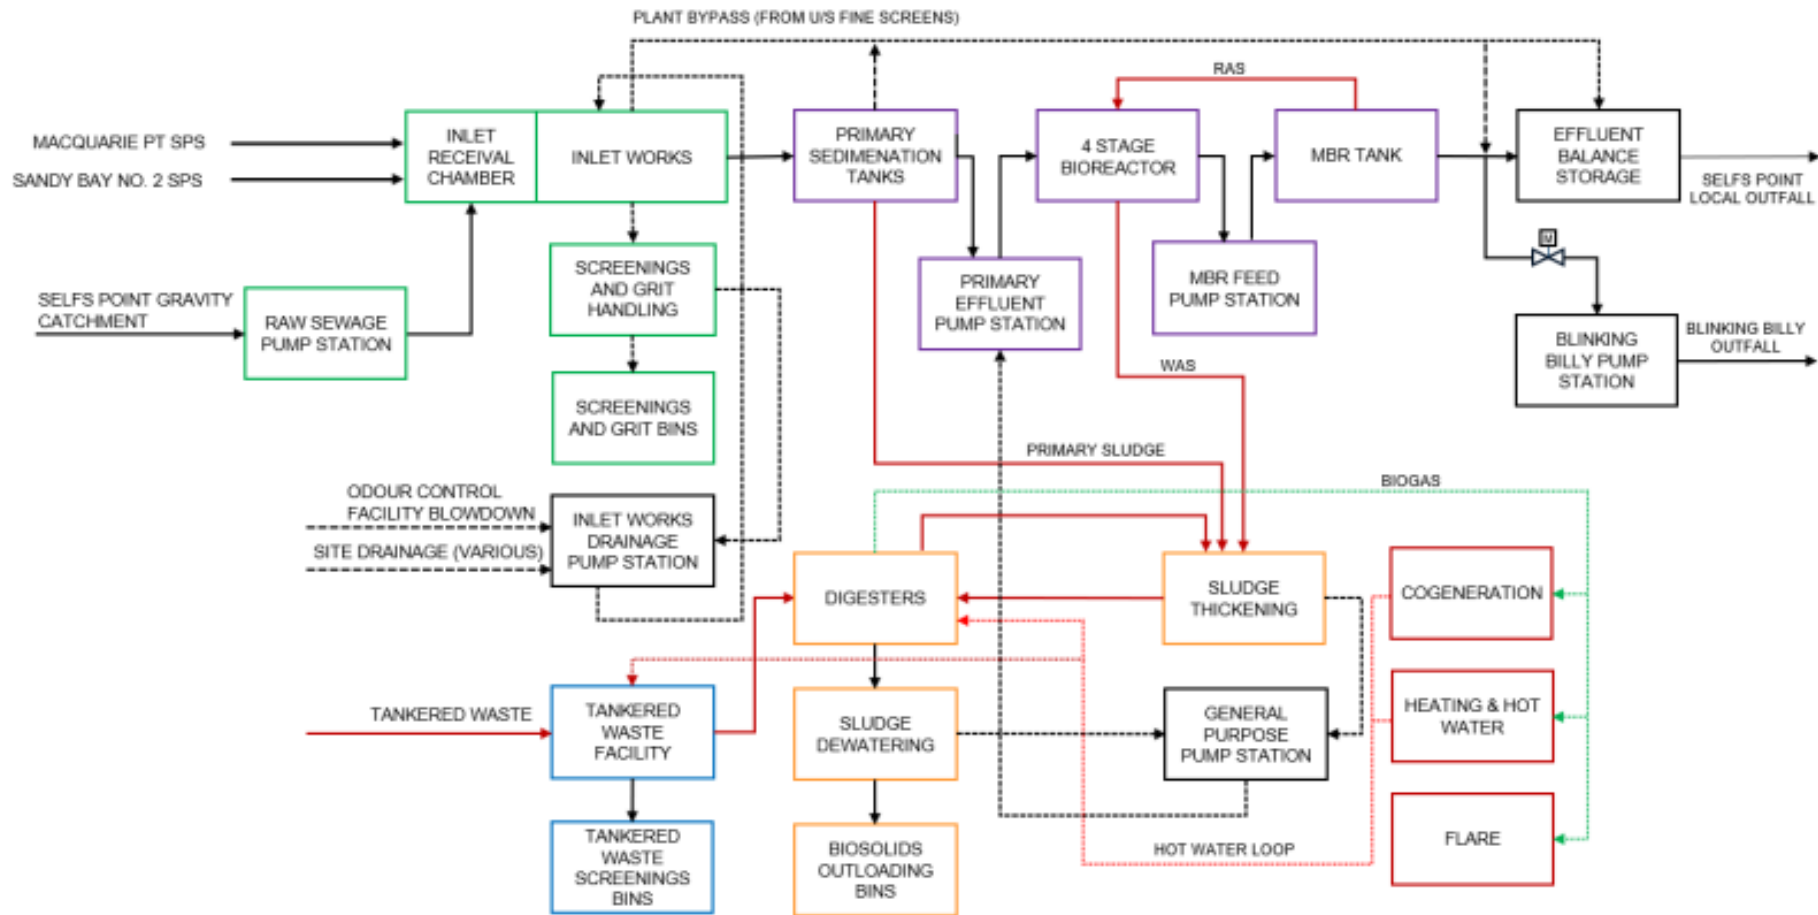 PLANT BYPASS (FROM U/S FINE SCREENS)
RAS
MACQUARIE PT SPS
SANDY BAY NO. 2 SPS
INLET
RECEIVAL
CHAMBER
INLET WORKS
PRIMARY
SEDIMENATION
TANKS
4 STAGE
BIOREACTOR
MBR TANK
EFFLUENT
BALANCE
STORAGE
SELFS POINT
LOCAL OUTFALL
M
SCREENINGS
AND GRIT
HANDLING
PRIMARY
EFFLUENT
PUMP STATION
MBR FEED
PUMP STATION
SELFS POINT GRAVITY
CATCHMENT
RAW SEWAGE
PUMP STATION
BLINKING
BILLY PUMP
STATION
BLINKING BILLY
OUTFALL
WAS
SCREENINGS
AND GRIT BINS
PRIMARY SLUDGE
BIOGAS
ODOUR CONTROL
FACILITY BLOWDOWN
SITE DRAINAGE (VARIOUS)
INLET WORKS
DRAINAGE
PUMP STATION
DIGESTERS
SLUDGE
THICKENING
COGENERATION
TANKERED WASTE
TANKERED
WASTE
FACILITY
SLUDGE
DEWATERING
GENERAL
PURPOSE
PUMP STATION
HEATING & HOT
WATER
TANKERED
WASTE
SCREENINGS
BINS
BIOSOLIDS
OUTLOADING
BINS
HOT WATER LOOP
FLARE